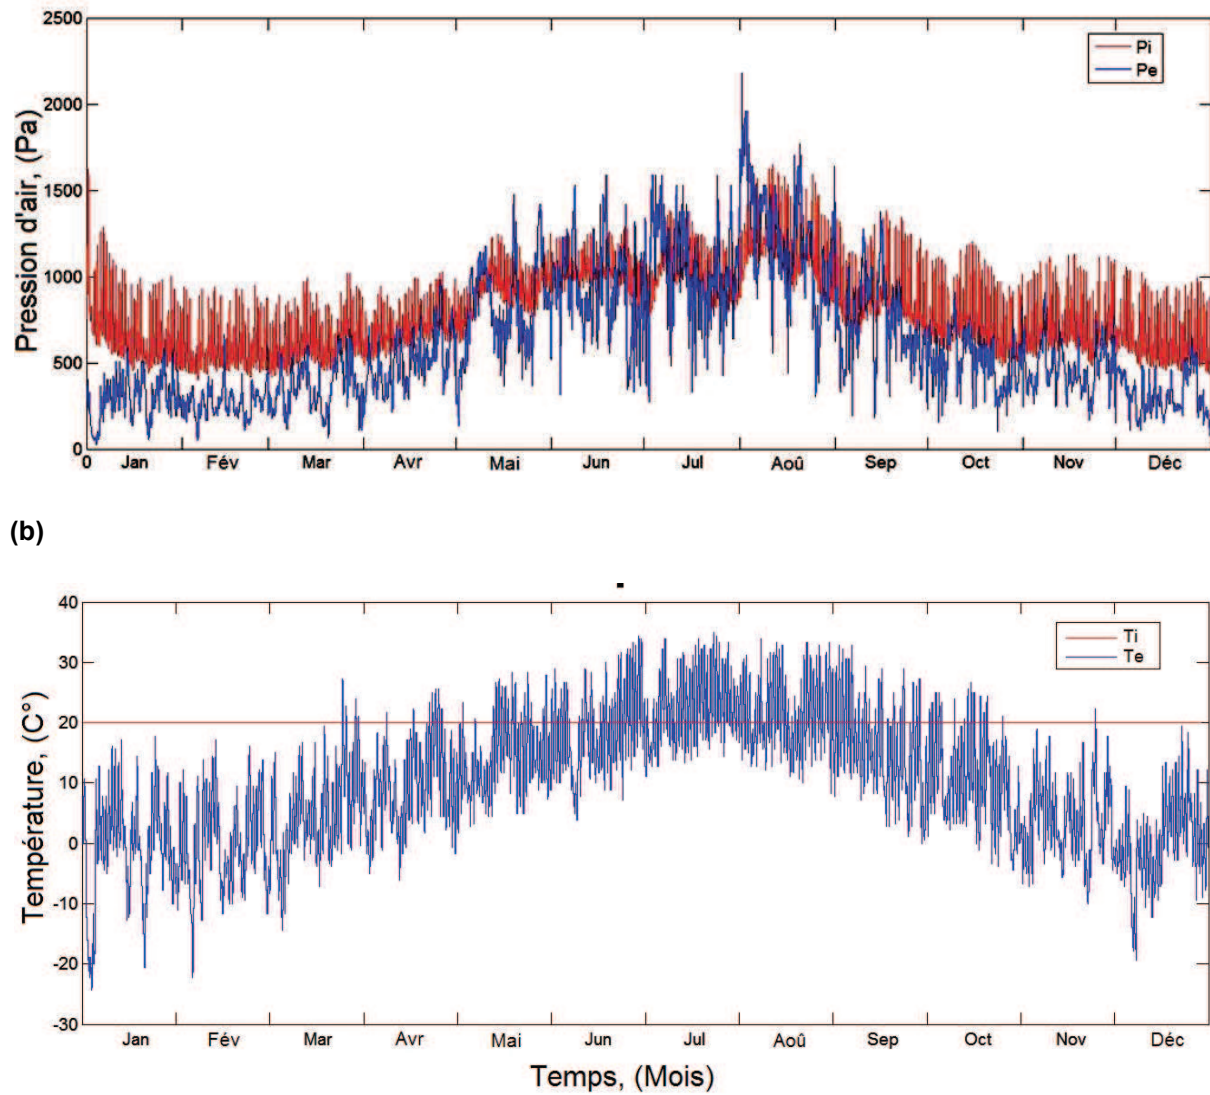 2500
2000
1500
1000
500
0
Pression d'air, (Pa)
Pi
Pe
0 Jan Fév Mar Avr Mai Jun Jul Aoû Sep Oct Nov Déc
(b)
40
30
20
10
0
-10
-20
-30
Température, (C°)
Ti
Te
Jan Fév Mar Avr Mai Jun Jul Aoû Sep Oct Nov Déc
Temps, (Mois)